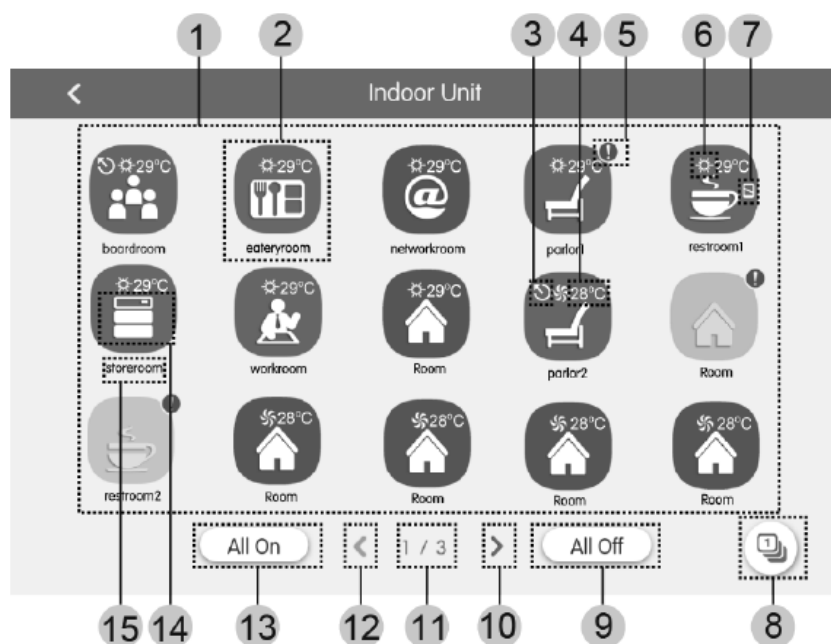 1 2 3 4 5 6 7
Indoor Unit
29°C 29°C 29°C 29°C 29°C
boardroom eateryroom networkroom parlor1 restroom1
29°C 29°C 29°C 28°C
storeroom workroom Room parlor2 Room
28°C 28°C 28°C 28°C
restroom2 Room Room Room Room
All On 1 / 3 All Off 1
15 14 13 12 11 10 9 8